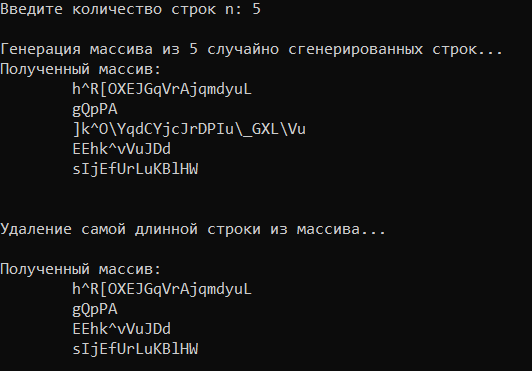 Введите количество строк n: 5
Генерация массива из 5 случайно сгенерированных строк...
Полученный массив:
h^R[OXEJGqVrAjqmdyuL
gQpPA
]k^O\YqdCYjcJrDPIu\_GXL\Vu
EEhk^vVuJDd
sIjEfUrLuKBlHW
Удаление самой длинной строки из массива...
Полученный массив:
h^R[OXEJGqVrAjqmdyuL
gQpPA
EEhk^vVuJDd
sIjEfUrLuKBlHW